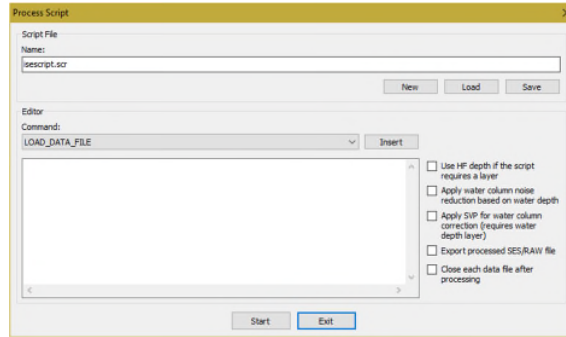 Process Script
Script File
Name:
isescript.scr
New Load Save
Editor
Command:
LOAD_DATA_FILE Insert
Use HF depth if the script
requires a layer
Apply water column noise
reduction based on water depth
Apply SVP for water column
correction (requires water
depth layer)
Export processed SES/RAW file
Close each data file after
processing
Start Exit